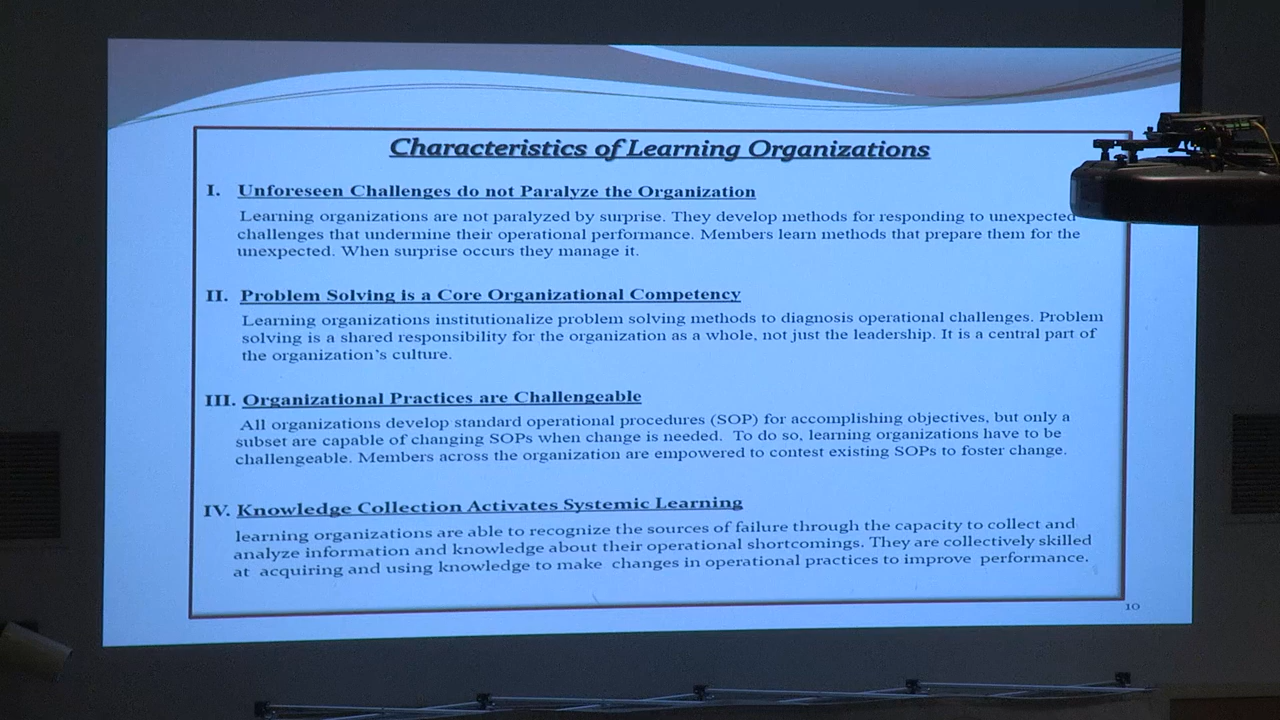 Characteristics of Learning Organizations
I. Unforeseen Challenges do not Paralyze the Organization
Learning organizations are not paralyzed by surprise. They develop methods for responding to unexpected
challenges that undermine their operational performance. Members learn methods that prepare them for the
unexpected. When surprise occurs they manage it.
II. Problem Solving is a Core Organizational Competency
Learning organizations institutionalize problem solving methods to diagnosis operational challenges. Problem
solving is a shared responsibility for the organization as a whole, not just the leadership. It is a central part of
the organization's culture.
III. Organizational Practices are Challengeable
All organizations develop standard operational procedures (SOP) for accomplishing objectives, but only a
subset are capable of changing SOPs when change is needed. To do so, learning organizations have to be
challengeable. Members across the organization are empowered to contest existing SOPs to foster change.
IV. Knowledge Collection Activates Systemic Learning
learning organizations are able to recognize the sources of failure through the capacity to collect and
analyze information and knowledge about their operational shortcomings. They are collectively skilled
at acquiring and using knowledge to make changes in operational practices to improve performance.
10